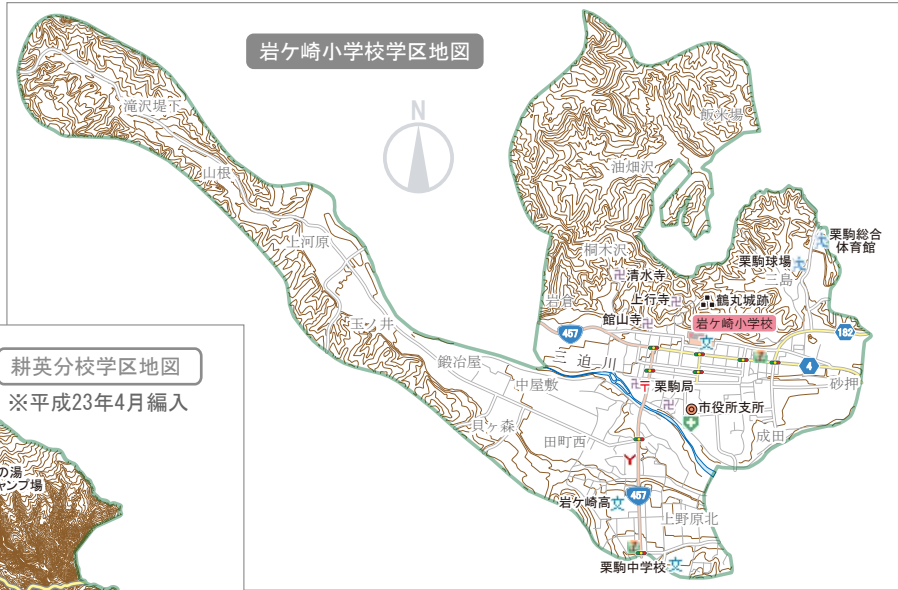 岩ケ崎小学校学区地図
N
滝沢堤下
飯米場
山根
油畑沢
上河原
桐木沢
栗駒総合
体育館
栗駒球場
清水寺
三島
岩倉
上行寺
鶴丸城跡
玉ノ井
館山寺
岩ケ崎小学校
457
182
耕英分校学区地図
鍛冶屋
三迫川
4
※平成23年4月編入
中屋敷
栗駒局
砂押
市役所支所
貝ヶ森
田町西
成田
の湯
ャンプ場
岩ケ崎高
文
457
上野原北
栗駒中学校
文